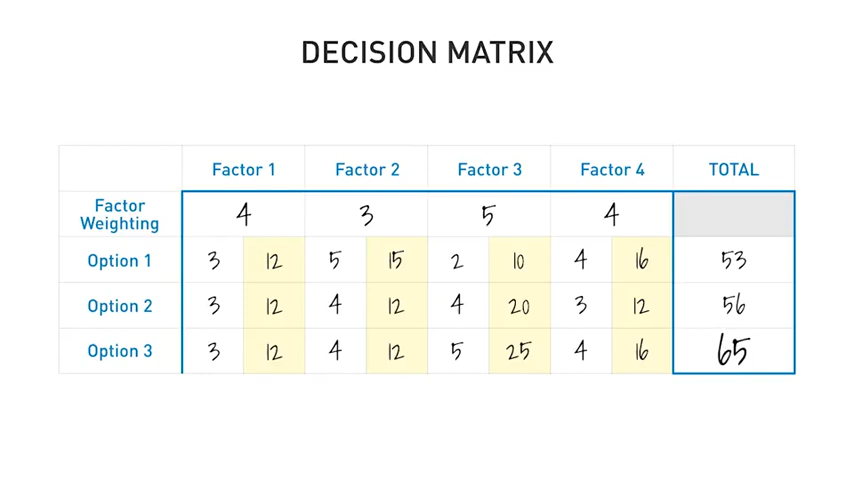 DECISION MATRIX
Factor 1 Factor 2 Factor 3 Factor 4 TOTAL
Factor Weighting 4 3 5 4
Option 1 3 12 5 15 2 10 4 16 53
Option 2 3 12 4 12 4 20 3 12 56
Option 3 3 12 4 12 5 25 4 16 65